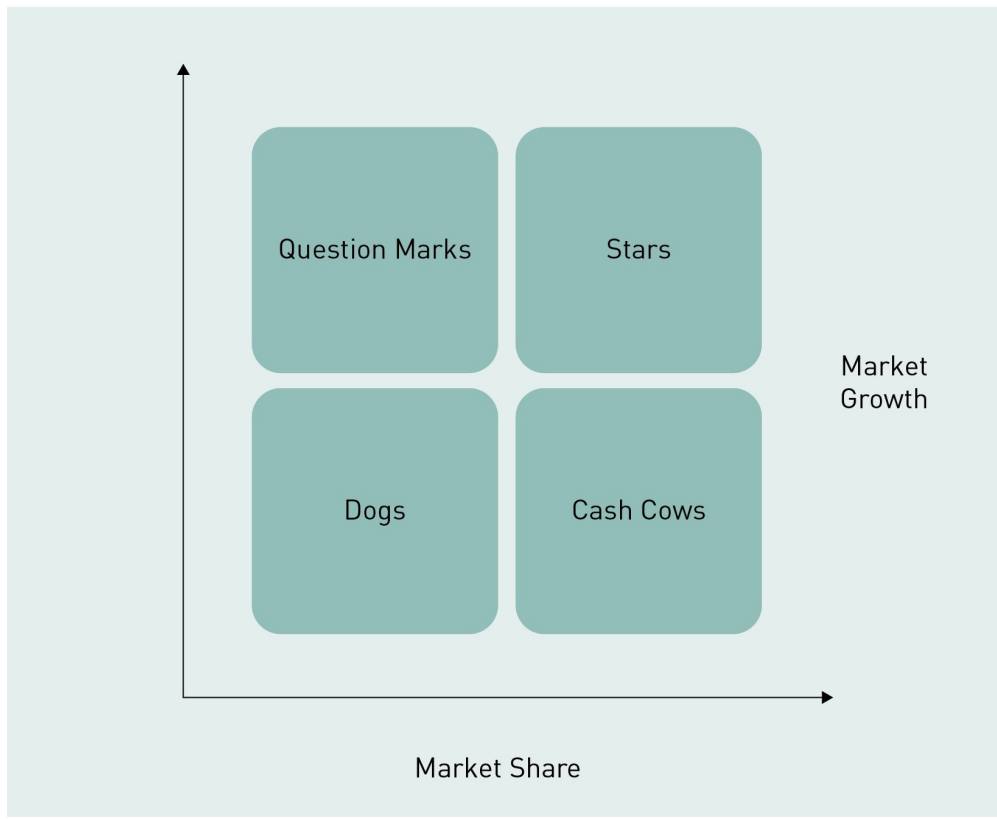 Question Marks
Stars
Market
Growth
Dogs
Cash Cows
Market Share